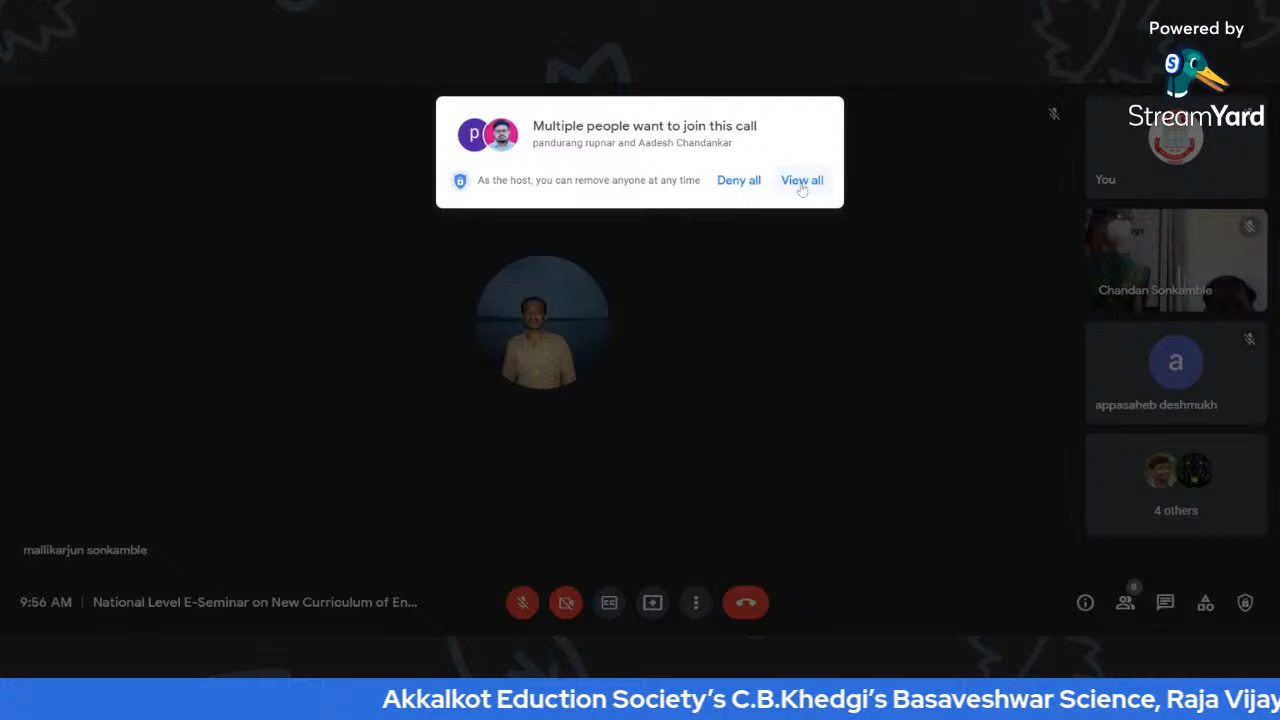 Powered by
S
StreamYard
p
Multiple people want to join this call
pandurang rupnar and Aadesh Chandankar
As the host, you can remove anyone at any time
Deny all
View all
You
Chandan Sonkamble
a
appasaheb deshmukh
4 others
mallikarjun sonkamble
9:56 AM
National Level E-Seminar on New Curriculum of En...
CC
8
Akkalkot Eduction Society's C.B.Khedgi's Basaveshwar Science, Raja Vijay